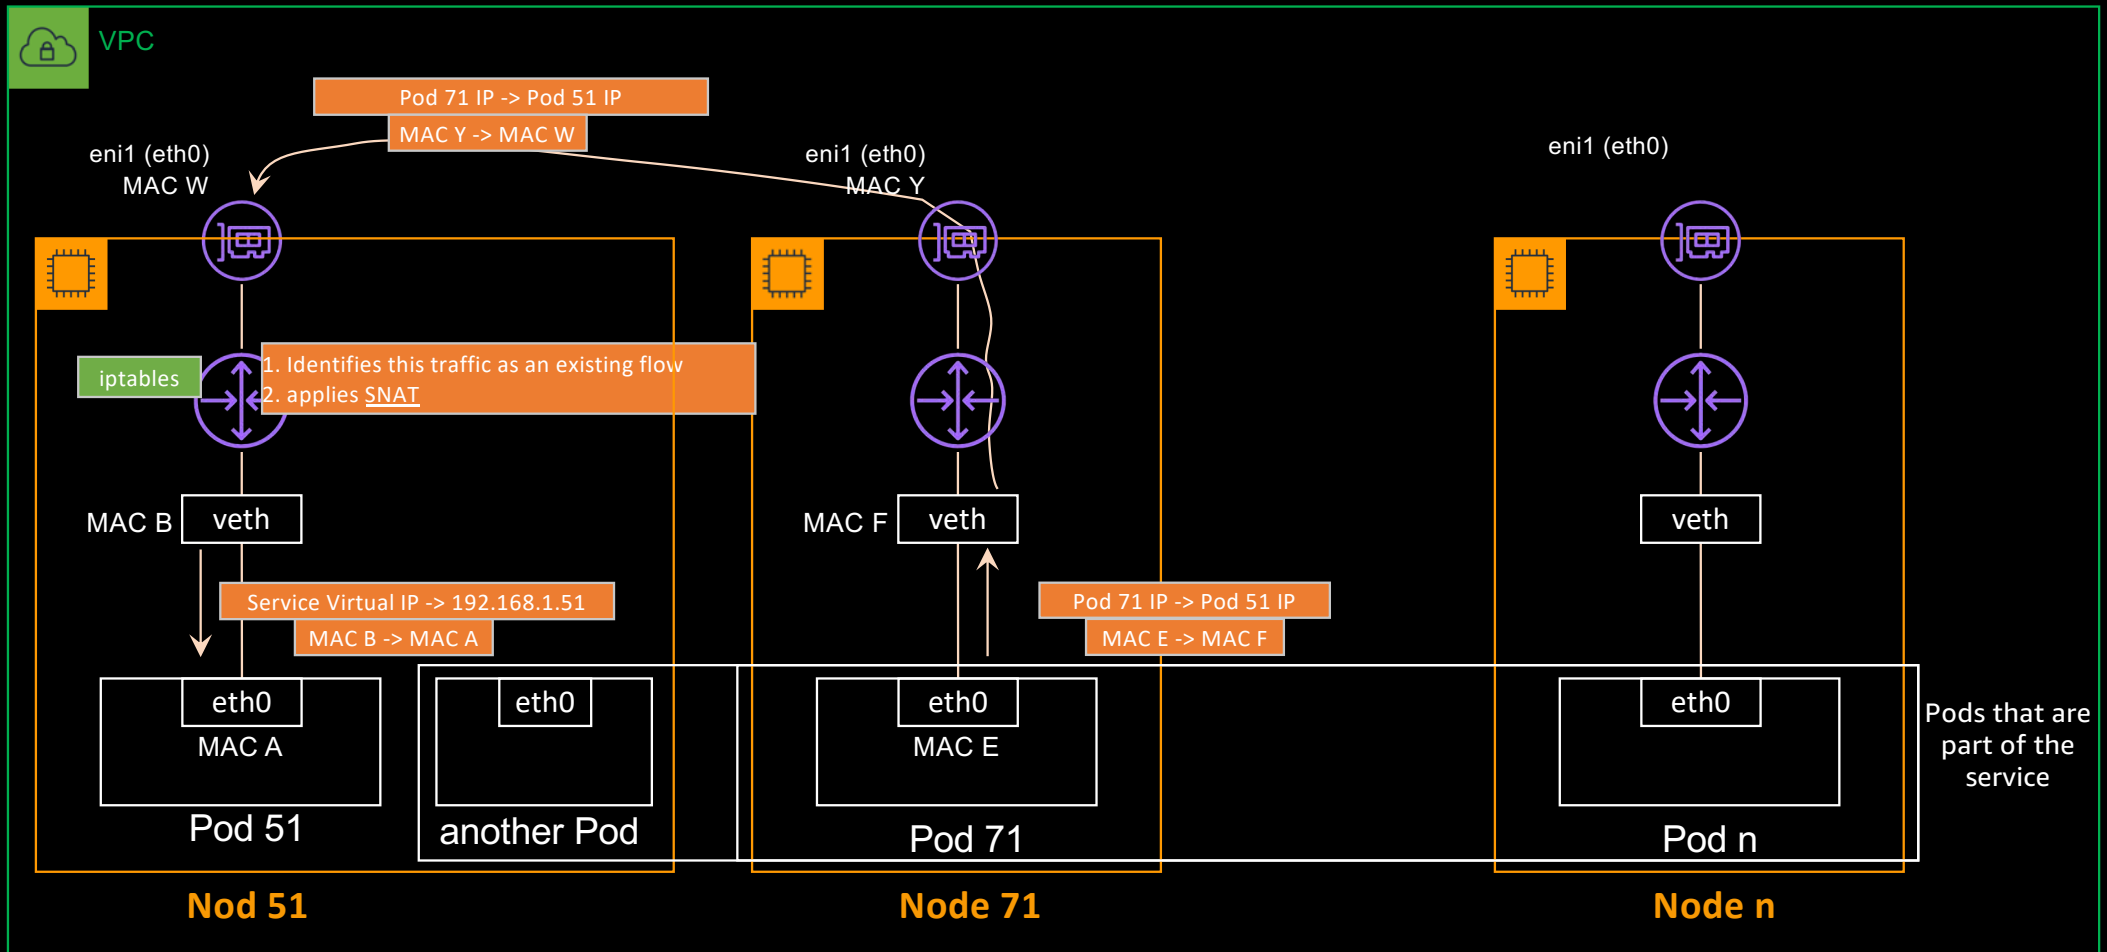 VPC
Pod 71 IP -> Pod 51 IP
MAC Y -> MAC W
eni1 (eth0)
MAC W
eni1 (eth0)
MAC Y
eni1 (eth0)
iptables
1. Identifies this traffic as an existing flow
2. applies SNAT
MAC B
veth
MAC F
veth
veth
Service Virtual IP -> 192.168.1.51
MAC B -> MAC A
Pod 71 IP -> Pod 51 IP
MAC E -> MAC F
eth0
MAC A
eth0
eth0
MAC E
eth0
Pods that are
part of the
service
Pod 51
another Pod
Pod 71
Pod n
Nod 51
Node 71
Node n